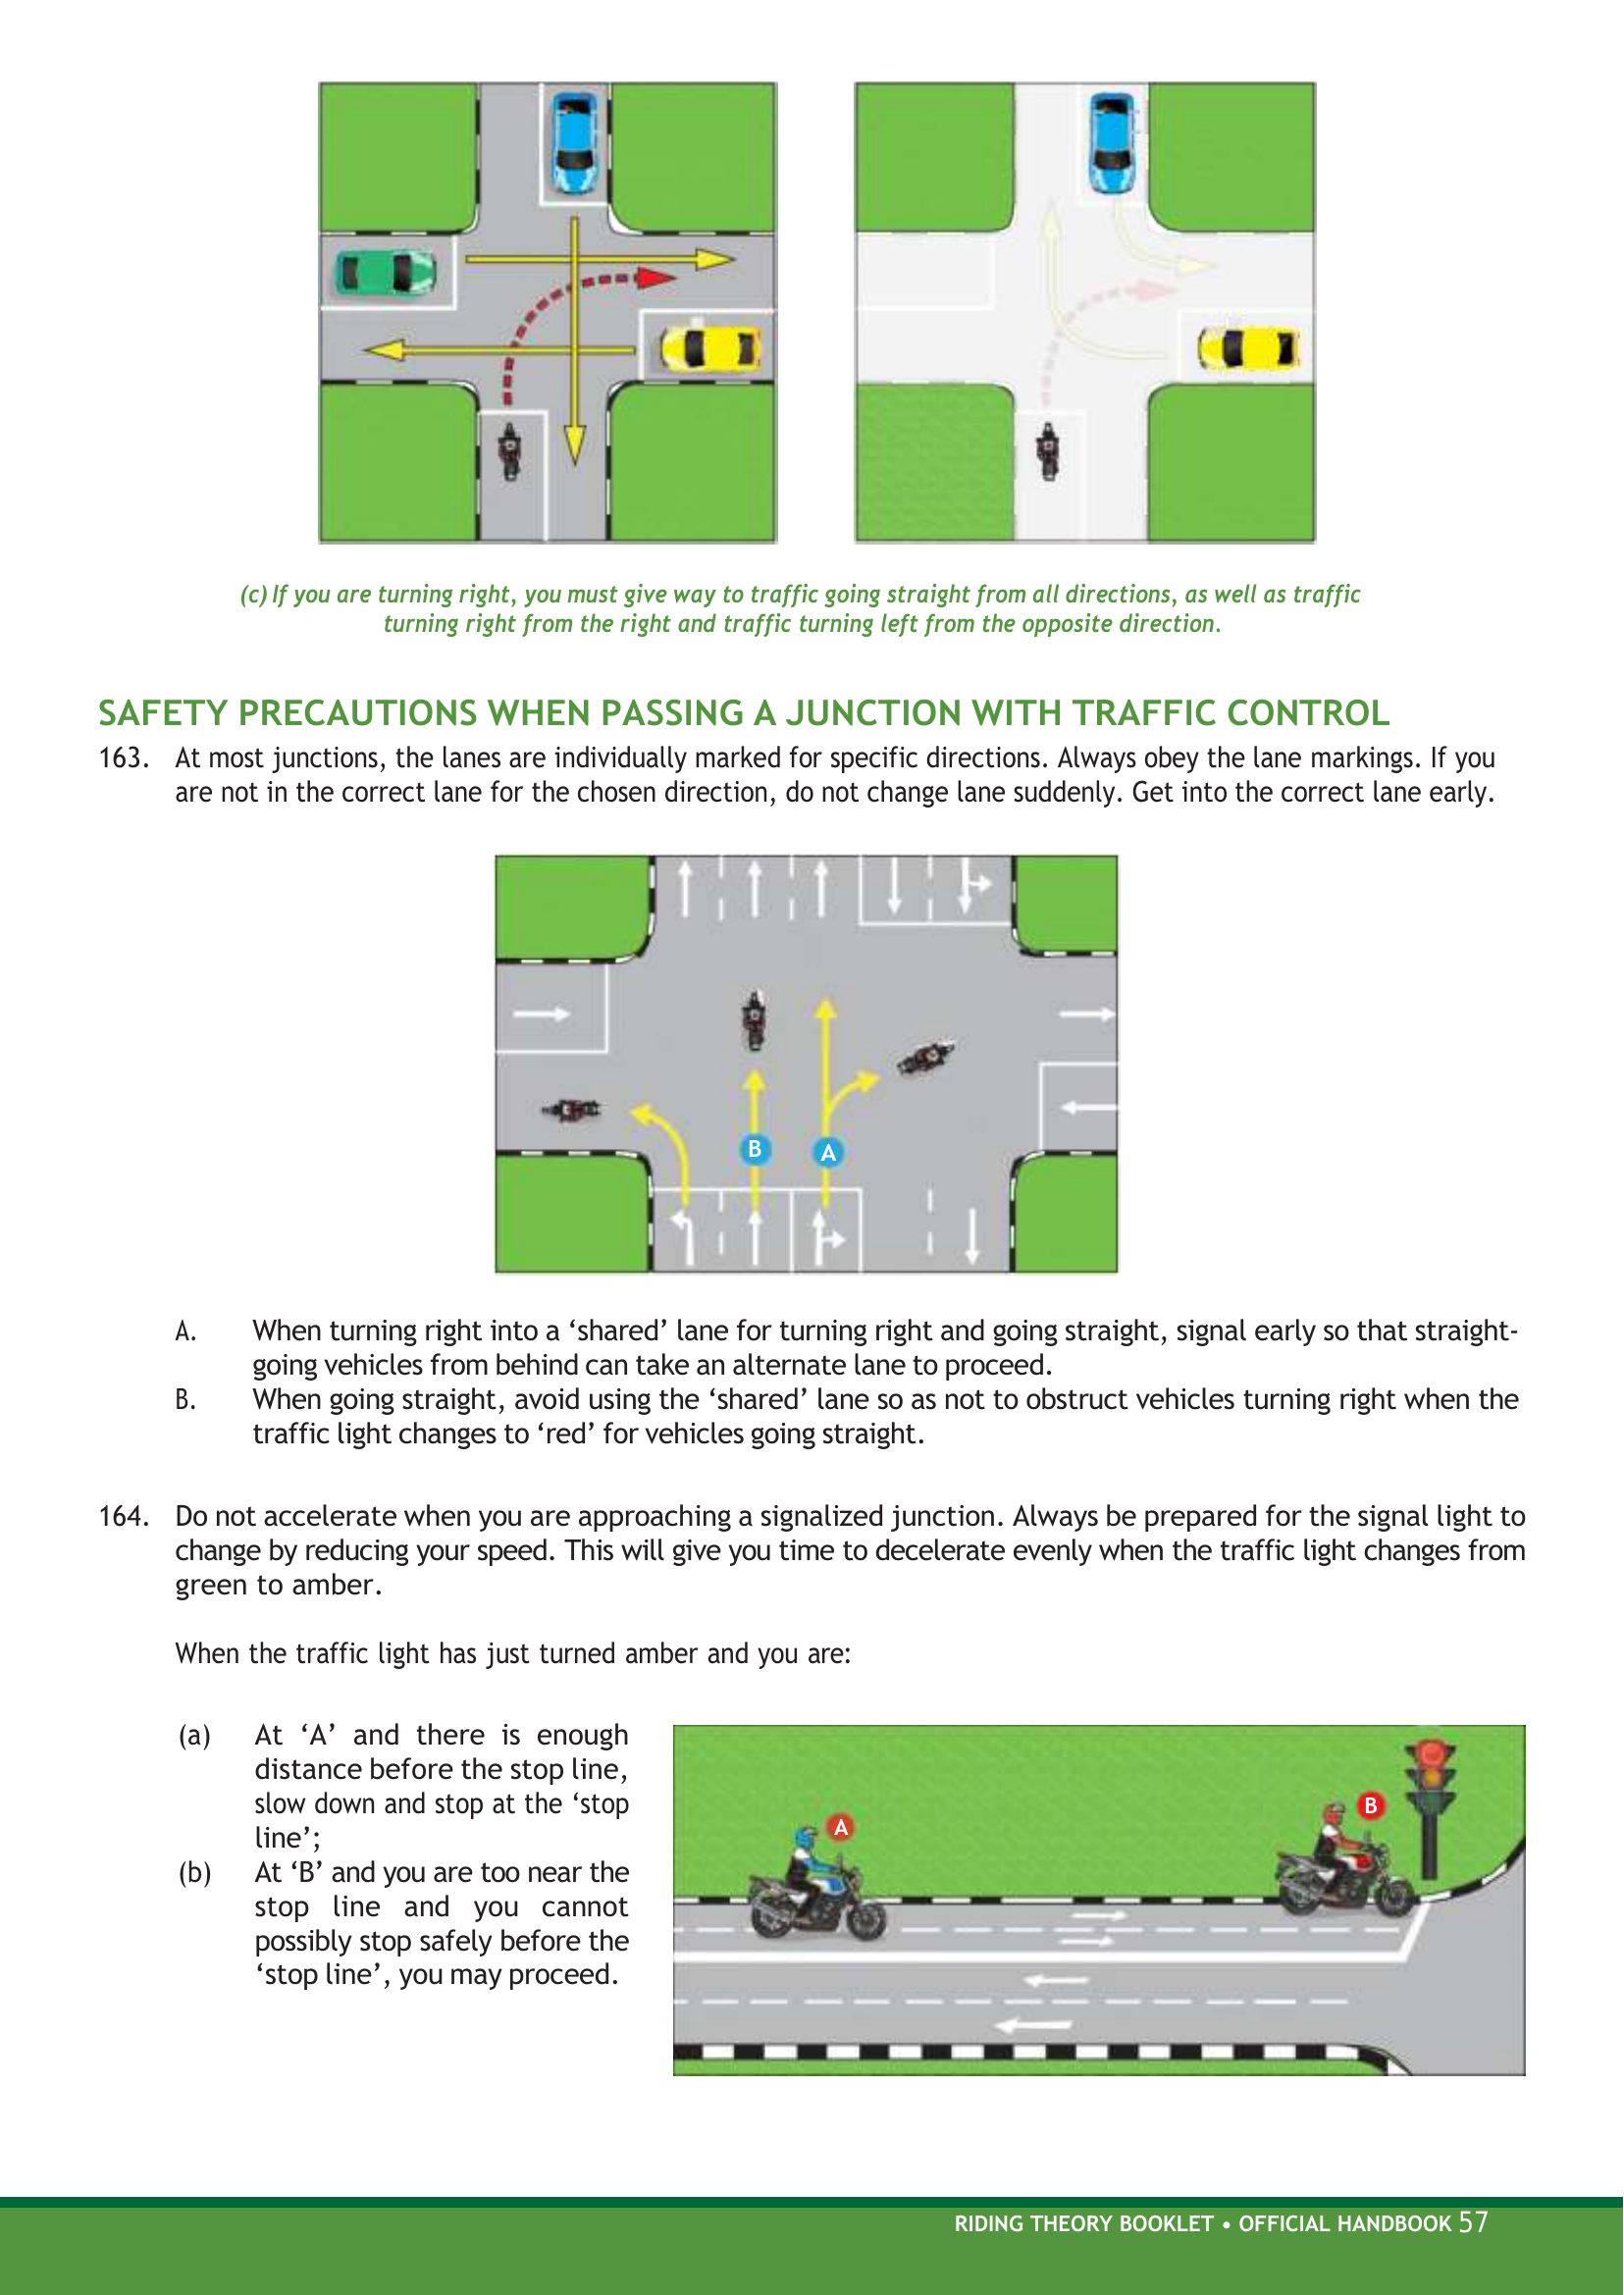 (c) If you are turning right, you must give way to traffic going straight from all directions, as well as traffic
turning right from the right and traffic turning left from the opposite direction.
SAFETY PRECAUTIONS WHEN PASSING A JUNCTION WITH TRAFFIC CONTROL
163. At most junctions, the lanes are individually marked for specific directions. Always obey the lane markings. If you
are not in the correct lane for the chosen direction, do not change lane suddenly. Get into the correct lane early.
B A
A. When turning right into a ‘shared’ lane for turning right and going straight, signal early so that straight-
going vehicles from behind can take an alternate lane to proceed.
B. When going straight, avoid using the ‘shared’ lane so as not to obstruct vehicles turning right when the
traffic light changes to ‘red’ for vehicles going straight.
164. Do not accelerate when you are approaching a signalized junction. Always be prepared for the signal light to
change by reducing your speed. This will give you time to decelerate evenly when the traffic light changes from
green to amber.
When the traffic light has just turned amber and you are:
(a) At ‘A’ and there is enough
distance before the stop line,
slow down and stop at the ‘stop
line’;
(b) At ‘B’ and you are too near the
stop line and you cannot
possibly stop safely before the
‘stop line’, you may proceed.
A
B
RIDING THEORY BOOKLET • OFFICIAL HANDBOOK 57